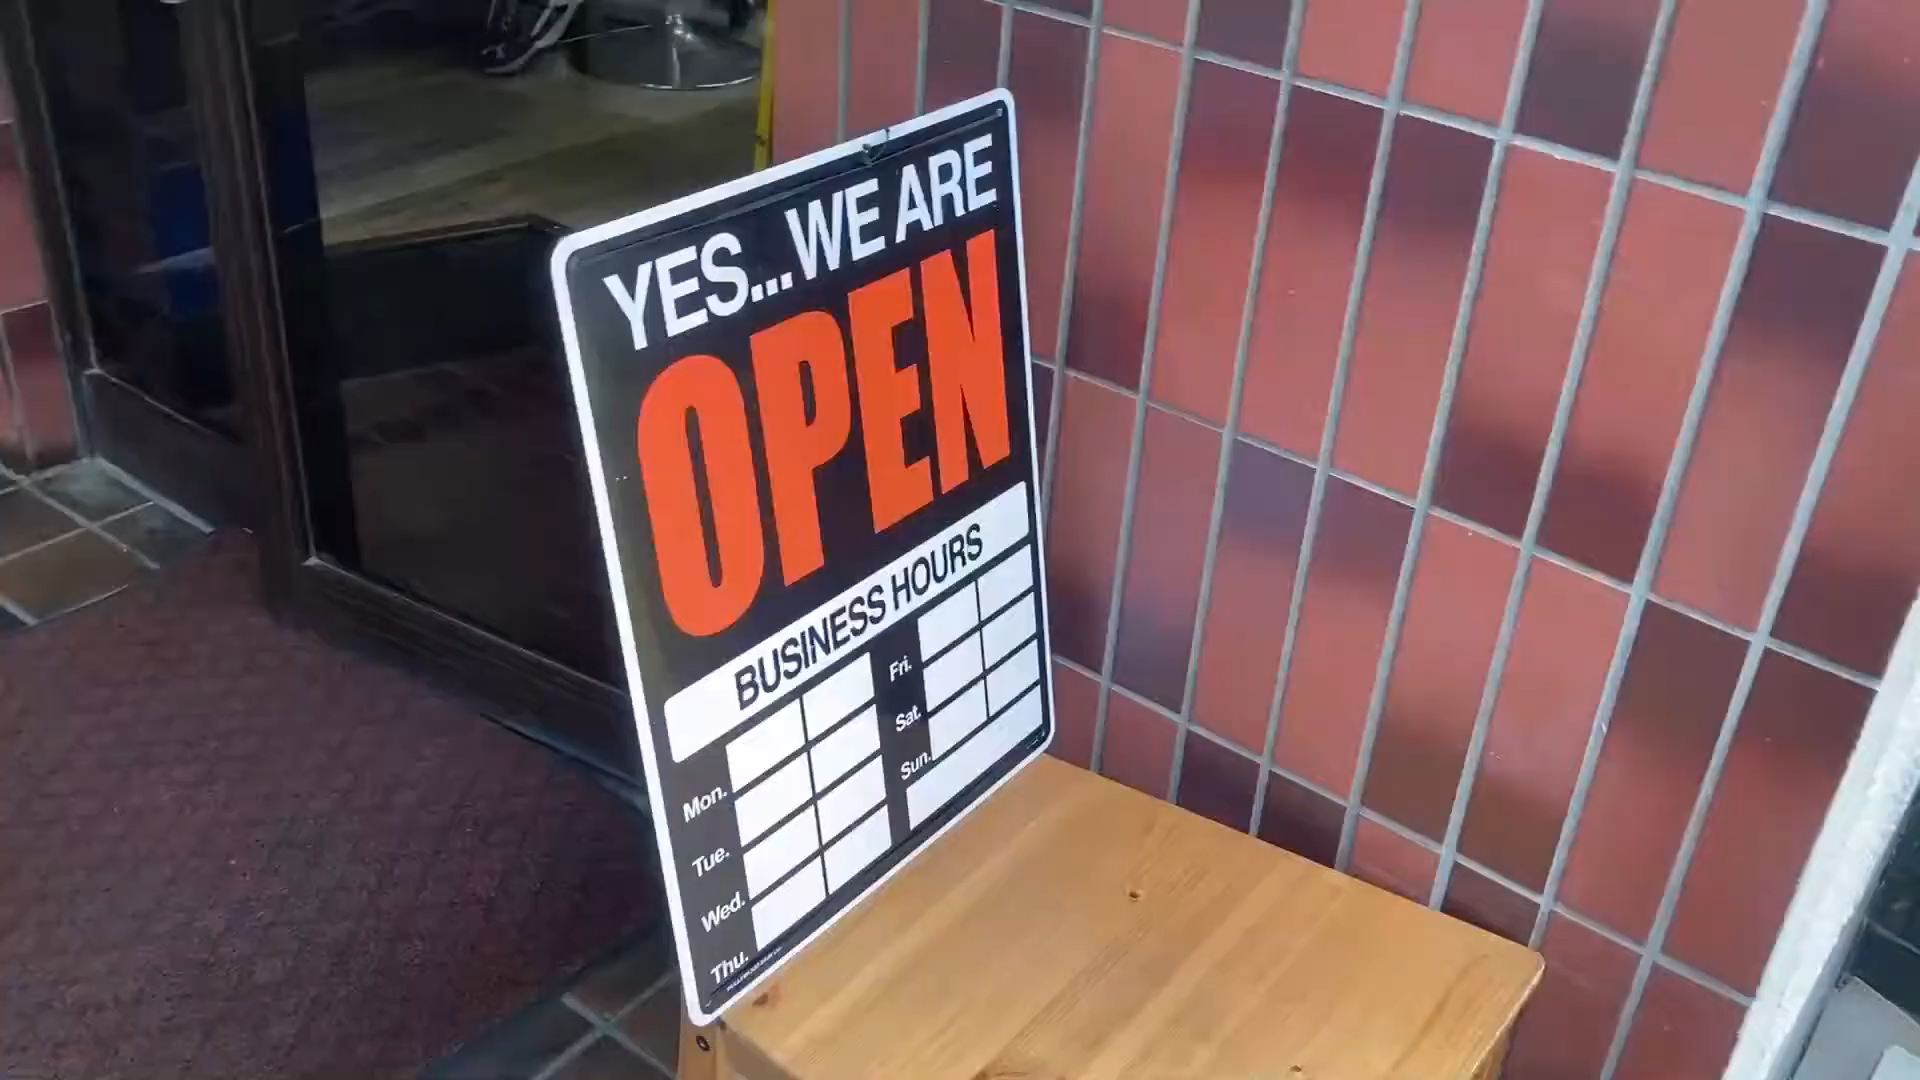 YES...WE ARE
OPEN
BUSINESS HOURS
Mon.
Tue.
Wed.
Thu.
Fri.
Sat.
Sun.